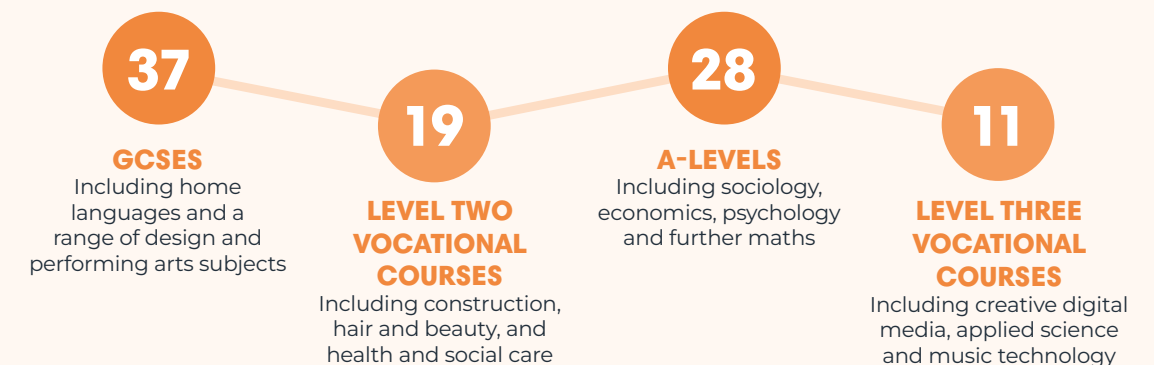 37
GCSES
Including home
languages and a
range of design and
performing arts subjects
19
LEVEL TWO
VOCATIONAL
COURSES
Including construction,
hair and beauty, and
health and social care
28
A-LEVELS
Including sociology,
economics, psychology
and further maths
11
LEVEL THREE
VOCATIONAL
COURSES
Including creative digital
media, applied science
and music technology